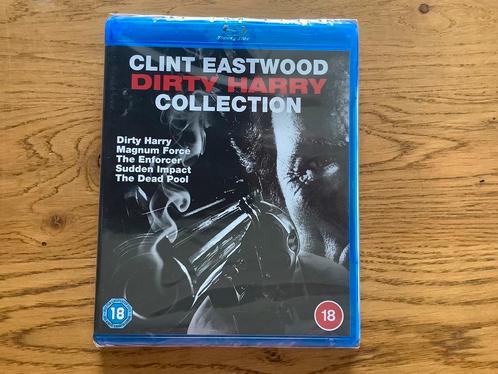 CLINT EASTWOOD
DIRTY HARRY
COLLECTION
Dirty Harry
Magnum Force
The Enforcer
Sudden Impact
The Dead Pool
18
18